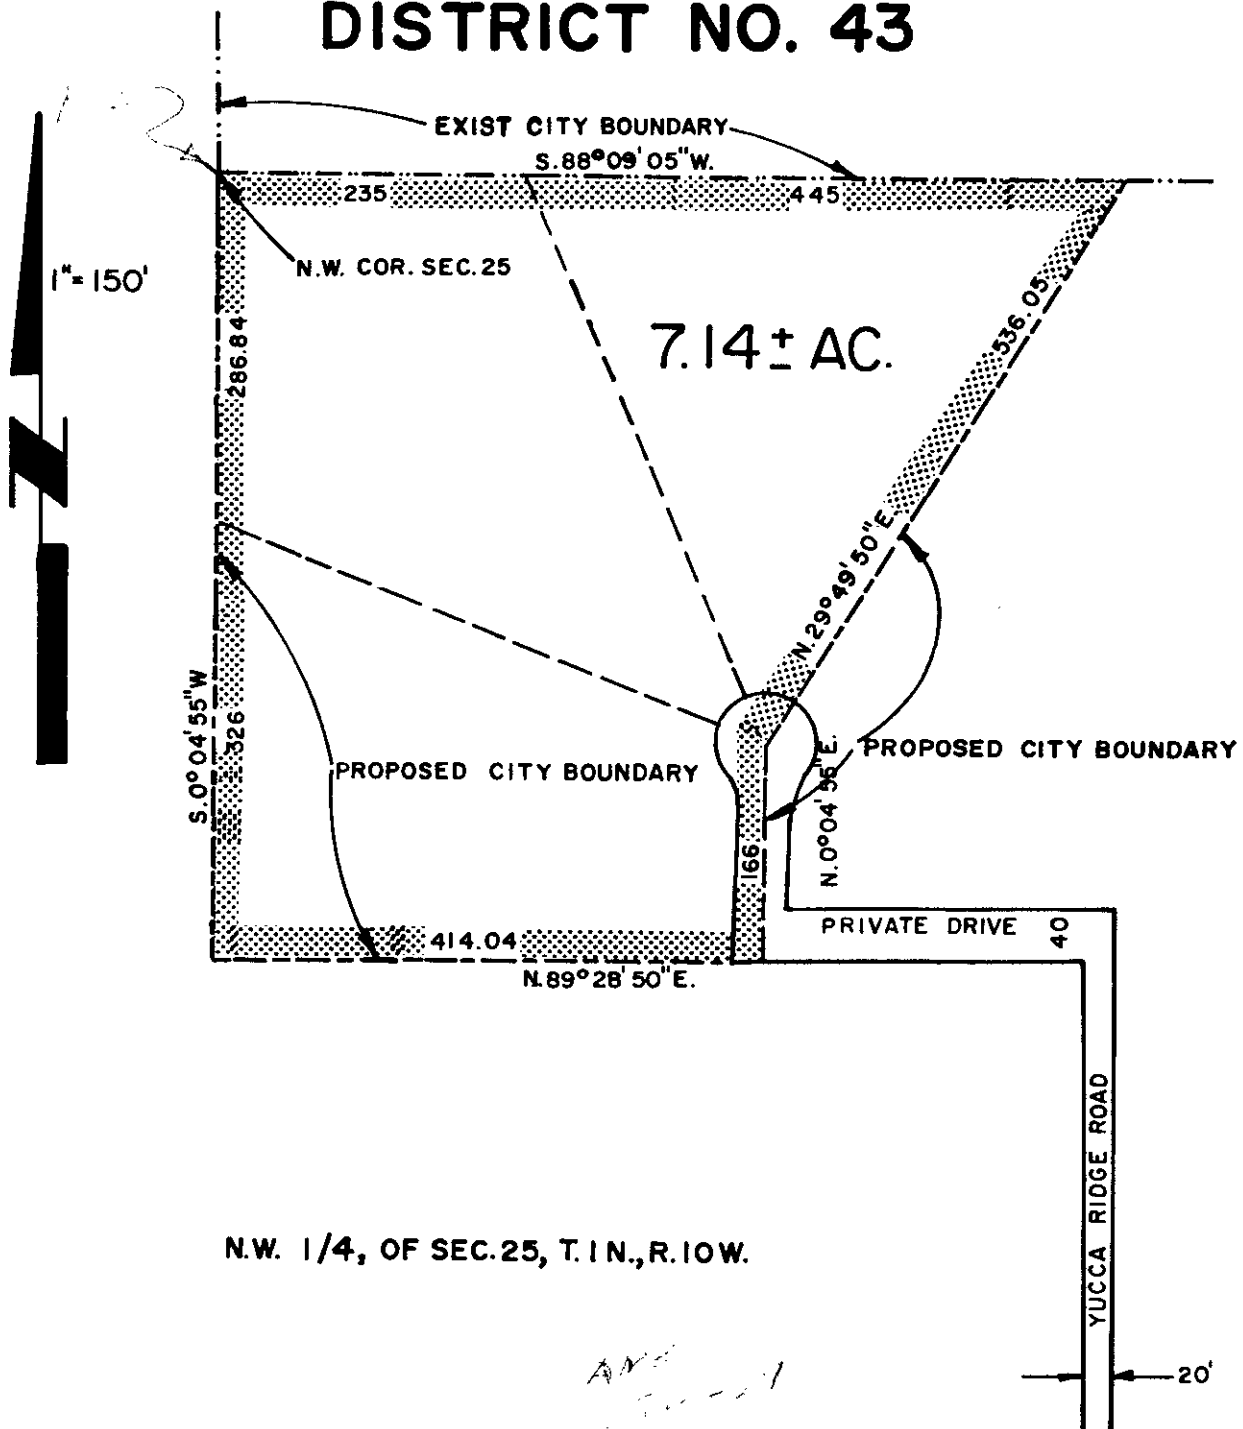 DISTRICT NO. 43
EXIST CITY BOUNDARY
S.88°09'05"W.
235
445
N.W. COR. SEC. 25
1"=150'
N
286.84
7.14± AC.
536.05
N.29°49'50"E.
S.0°04'55"W
326
PROPOSED CITY BOUNDARY
PROPOSED CITY BOUNDARY
N.0°04'55"E.
166
414.04
N.89°28'50"E.
PRIVATE DRIVE
40
YUCCA RIDGE ROAD
N.W. 1/4, OF SEC. 25, T. 1 N., R. 10 W.
20'